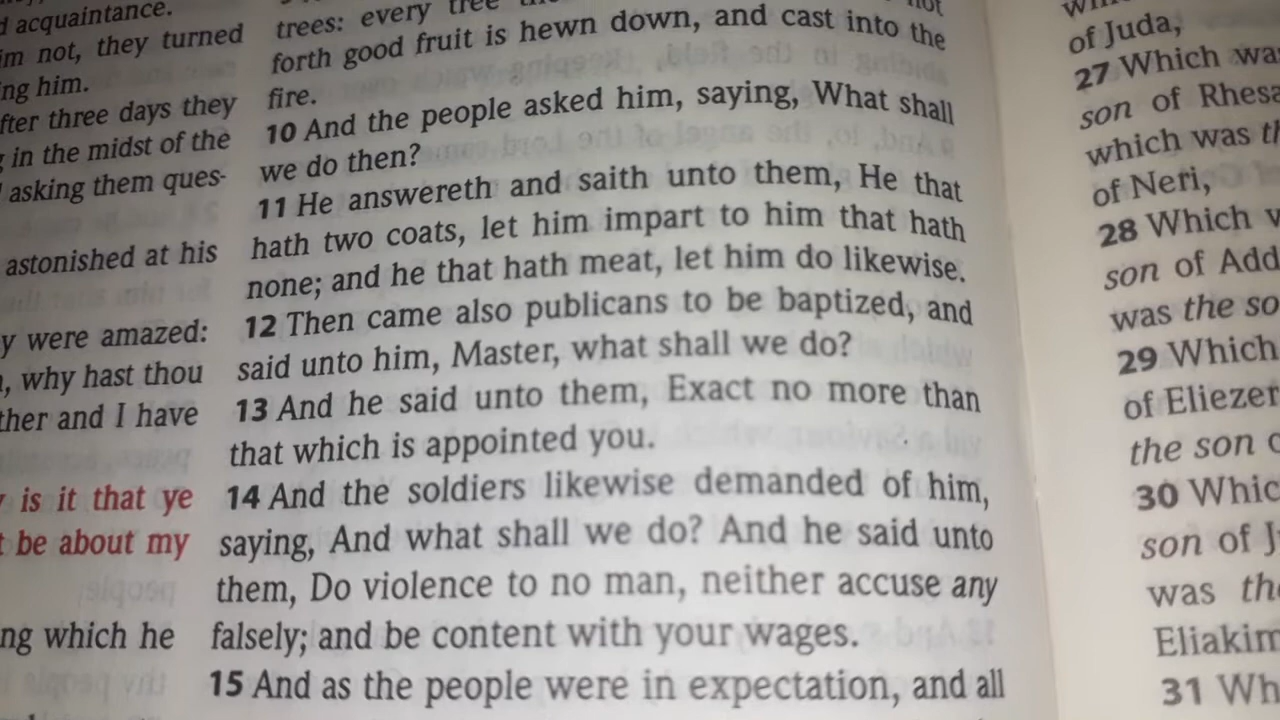 acquaintance.
not, they turned
ing him.
three days they
in the midst of the
asking them ques-
astonished at his
were amazed:
why hast thou
and I have
is it that ye
be about my
which he
trees: every tree
forth good fruit is hewn down, and cast into the
fire.
10 And the people asked him, saying, What shall
we do then?
11 He answereth and saith unto them, He that
hath two coats, let him impart to him that hath
none; and he that hath meat, let him do likewise.
12 Then came also publicans to be baptized, and
said unto him, Master, what shall we do?
13 And he said unto them, Exact no more than
that which is appointed you.
14 And the soldiers likewise demanded of him,
saying, And what shall we do? And he said unto
them, Do violence to no man, neither accuse any
falsely; and be content with your wages.
15 And as the people were in expectation, and all
of Juda,
27 Which was
son of Rhesa
which was
of Neri,
28 Which
son of Add
was the so
29 Which
of Eliezer
the son
30 Whic
son of J
was the
Eliakim
31 Wh